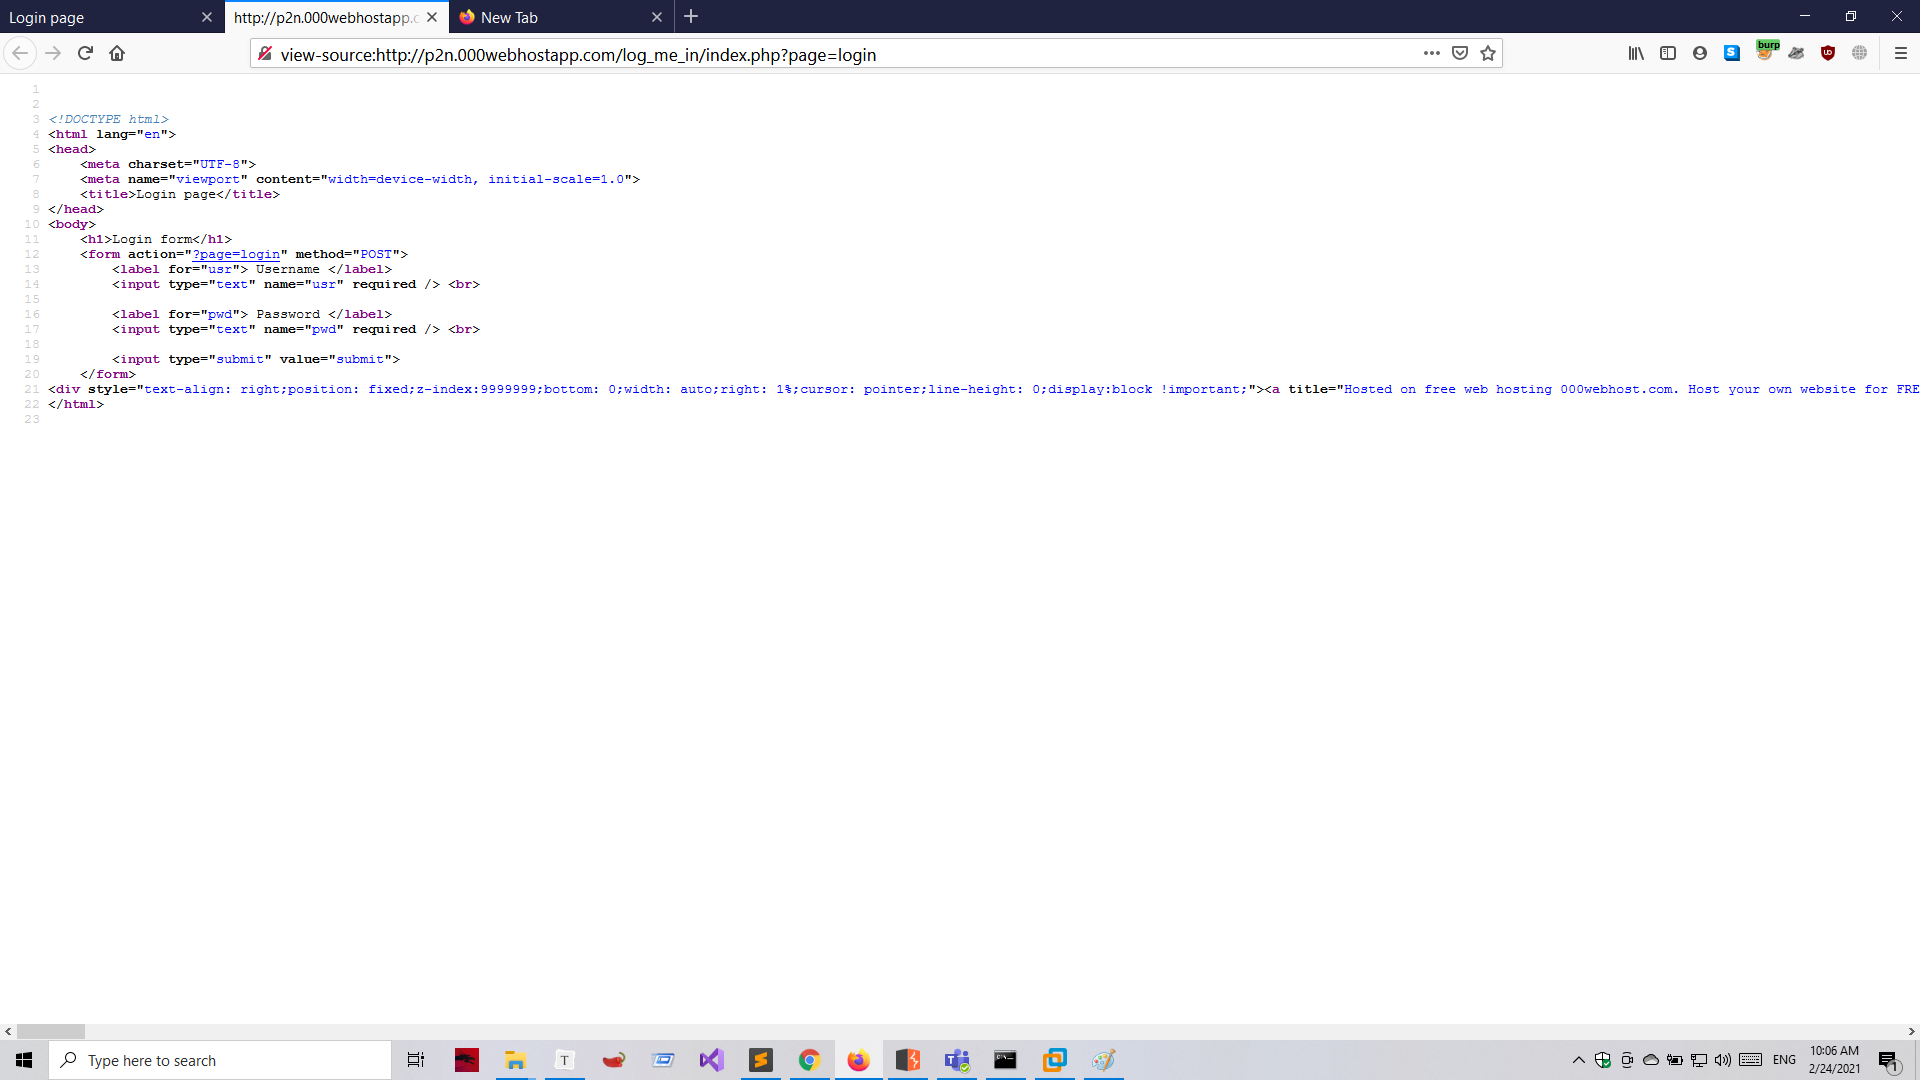 Login page
http://p2n.000webhostapp.c
New Tab
view-source:http://p2n.000webhostapp.com/log_me_in/index.php?page=login
burp
1
2
3 <!DOCTYPE html>
4 <html lang="en">
5 <head>
6 <meta charset="UTF-8">
7 <meta name="viewport" content="width=device-width, initial-scale=1.0">
8 <title>Login page</title>
9 </head>
10 <body>
11 <h1>Login form</h1>
12 <form action="?page=login" method="POST">
13 <label for="usr"> Username </label>
14 <input type="text" name="usr" required /> <br>
15
16 <label for="pwd"> Password </label>
17 <input type="text" name="pwd" required /> <br>
18
19 <input type="submit" value="submit">
20 </form>
21 <div style="text-align: right;position: fixed;z-index:9999999;bottom: 0;width: auto;right: 1%;cursor: pointer;line-height: 0;display:block !important;"><a title="Hosted on free web hosting 000webhost.com. Host your own website for FRE
22 </html>
23
Type here to search
ENG
10:06 AM
2/24/2021
1